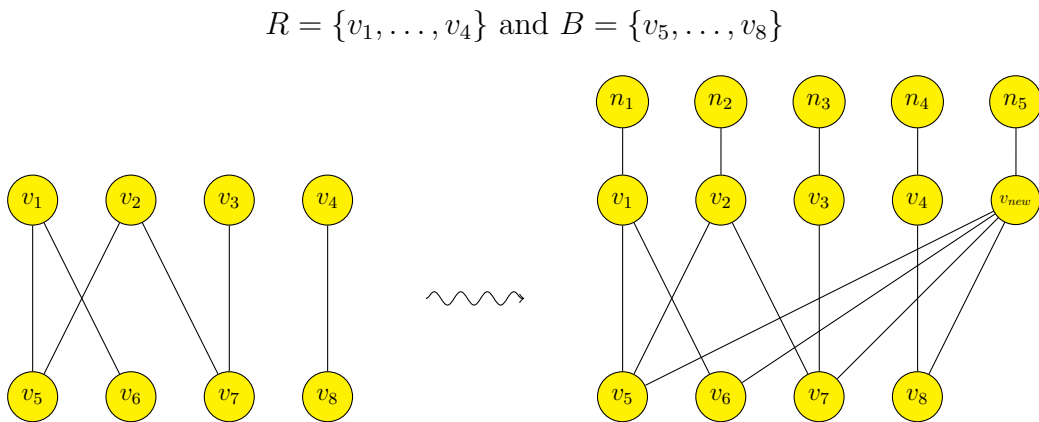 R = {v₁, . . . , v₄} and B = {v₅, . . . , v₈}
n₁ n₂ n₃ n₄ n₅
v₁ v₂ v₃ v₄ v₁ v₂ v₃ v₄ vₙₑw
v₅ v₆ v₇ v₈ v₅ v₆ v₇ v₈